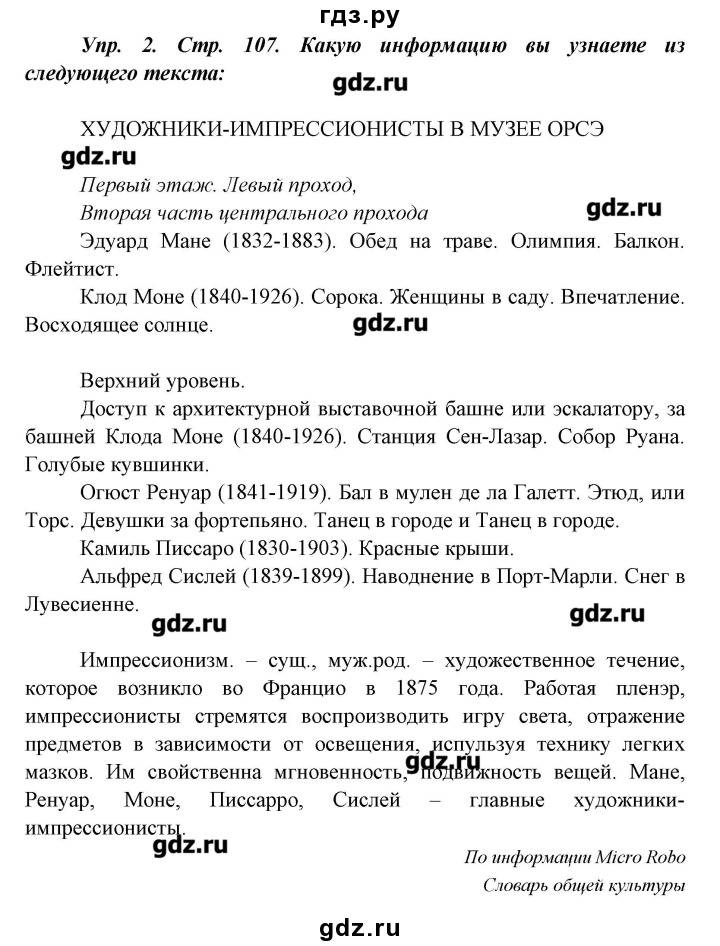 гдз.ру
Упр. 2. Стр. 107. Какую информацию вы узнаете из
следующего текста:
gdz.ru
ХУДОЖНИКИ-ИМПРЕССИОНИСТЫ В МУЗЕЕ ОРСЭ
gdz.ru
Первый этаж. Левый проход,
Вторая часть центрального прохода
gdz.ru
Эдуард Мане (1832-1883). Обед на траве. Олимпия. Балкон.
Флейтист.
Клод Моне (1840-1926). Сорока. Женщины в саду. Впечатление.
Восходящее солнце.
gdz.ru
Верхний уровень.
Доступ к архитектурной выставочной башне или эскалатору, за
башней Клода Моне (1840-1926). Станция Сен-Лазар. Собор Руана.
Голубые кувшинки.
Огюст Ренуар (1841-1919). Бал в мулен де ла Галетт. Этюд, или
Торс. Девушки за фортепьяно. Танец в городе и Танец в городе.
Камиль Писсаро (1830-1903). Красные крыши.
Альфред Сислей (1839-1899). Наводнение в Порт-Марли. Снег в
Лувесиенне.
gdz.ru
gdz.ru
Импрессионизм. – сущ., муж.род. – художественное течение,
которое возникло во Францио в 1875 года. Работая пленэр,
импрессионисты стремятся воспроизводить игру света, отражение
предметов в зависимости от освещения, испульзуя технику легких
мазков. Им свойственна мгновенность, подвижность вещей. Мане,
gdz.ru
Ренуар, Моне, Писсарро, Сислей – главные художники-
импрессионисты.
gdz.ru
По информации Micro Robo
Словарь общей культуры
gdz.ru